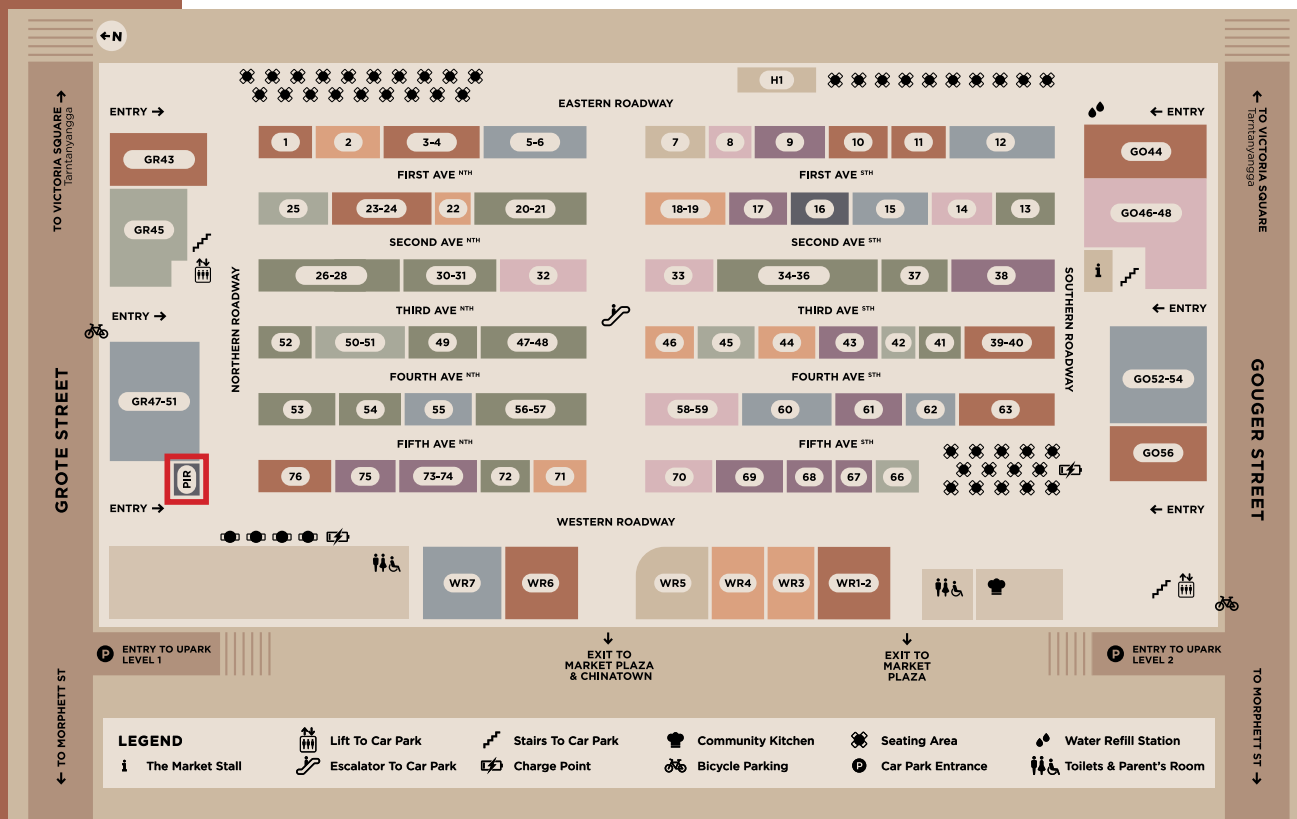 N
H1
EASTERN ROADWAY
ENTRY
ENTRY
TO VICTORIA SQUARE
Tarntanyangga
TO VICTORIA SQUARE
Tarntanyangga
GR43
1
2
3-4
5-6
7
8
9
10
11
12
GO44
FIRST AVE NTH
FIRST AVE STH
GR45
25
23-24
22
20-21
18-19
17
16
15
14
13
GO46-48
SECOND AVE NTH
SECOND AVE STH
26-28
30-31
32
33
34-36
37
38
i
NORTHERN ROADWAY
SOUTHERN ROADWAY
ENTRY
THIRD AVE NTH
THIRD AVE STH
ENTRY
52
50-51
49
47-48
46
45
44
43
42
41
39-40
GO52-54
FOURTH AVE NTH
FOURTH AVE STH
GROTE STREET
GOUGER STREET
GR47-51
53
54
55
56-57
58-59
60
61
62
63
FIFTH AVE NTH
FIFTH AVE STH
GO56
PIR
76
75
73-74
72
71
70
69
68
67
66
ENTRY
ENTRY
WESTERN ROADWAY
WR7
WR6
WR5
WR4
WR3
WR1-2
P
ENTRY TO UPARK
LEVEL 1
EXIT TO
MARKET PLAZA
& CHINATOWN
EXIT TO
MARKET
PLAZA
P
ENTRY TO UPARK
LEVEL 2
TO MORPHETT ST
TO MORPHETT ST
LEGEND
Lift To Car Park
Stairs To Car Park
Community Kitchen
Seating Area
Water Refill Station
i The Market Stall
Escalator To Car Park
Charge Point
Bicycle Parking
P Car Park Entrance
Toilets & Parent's Room